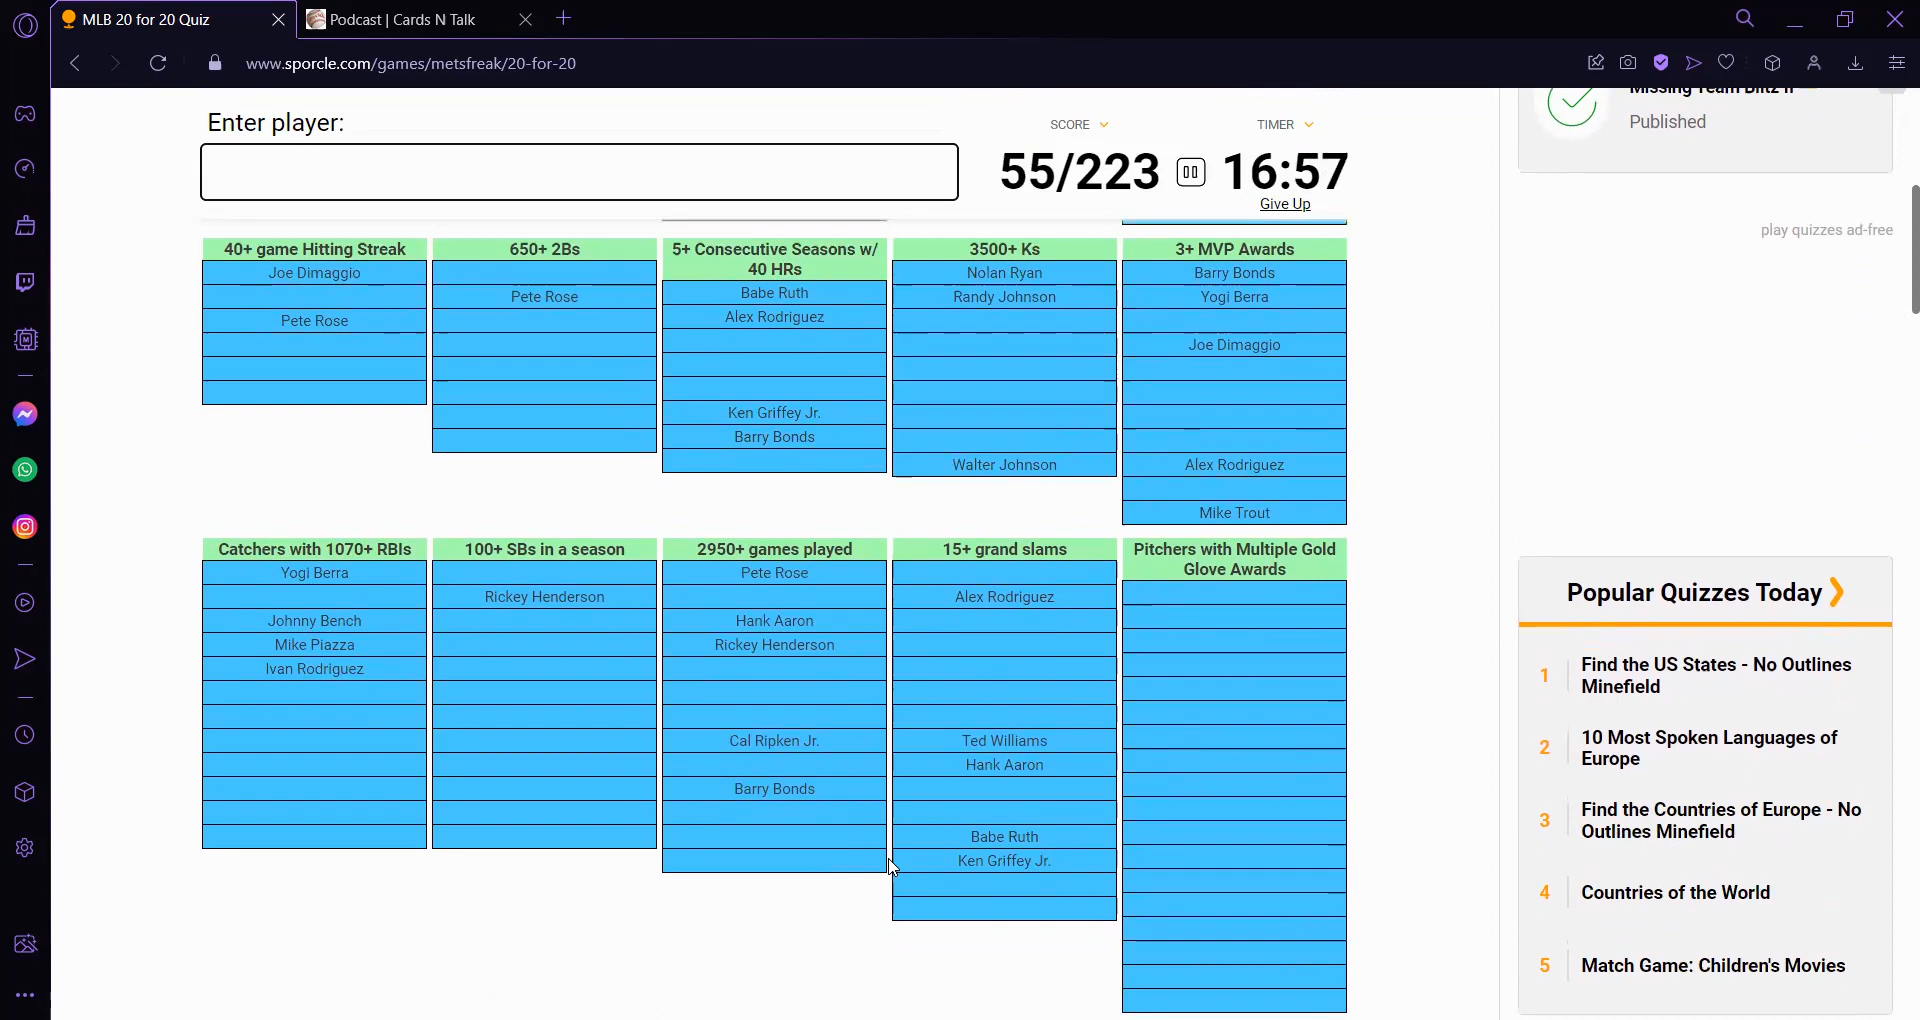 MLB 20 for 20 Quiz
Podcast | Cards N Talk
www.sporcle.com/games/metsfreak/20-for-20
Enter player:
SCORE
TIMER
55/223
16:57
Give Up
Missing Team Blitz II
Published
play quizzes ad-free
40+ game Hitting Streak
Joe Dimaggio
Pete Rose
650+ 2Bs
Pete Rose
5+ Consecutive Seasons w/
40 HRs
Babe Ruth
Alex Rodriguez
Ken Griffey Jr.
Barry Bonds
3500+ Ks
Nolan Ryan
Randy Johnson
Walter Johnson
3+ MVP Awards
Barry Bonds
Yogi Berra
Joe Dimaggio
Alex Rodriguez
Mike Trout
Catchers with 1070+ RBIs
Yogi Berra
Johnny Bench
Mike Piazza
Ivan Rodriguez
100+ SBs in a season
Rickey Henderson
2950+ games played
Pete Rose
Hank Aaron
Rickey Henderson
Cal Ripken Jr.
Barry Bonds
15+ grand slams
Alex Rodriguez
Ted Williams
Hank Aaron
Babe Ruth
Ken Griffey Jr.
Pitchers with Multiple Gold
Glove Awards
Popular Quizzes Today
1
Find the US States - No Outlines
Minefield
2
10 Most Spoken Languages of
Europe
3
Find the Countries of Europe - No
Outlines Minefield
4
Countries of the World
5
Match Game: Children's Movies